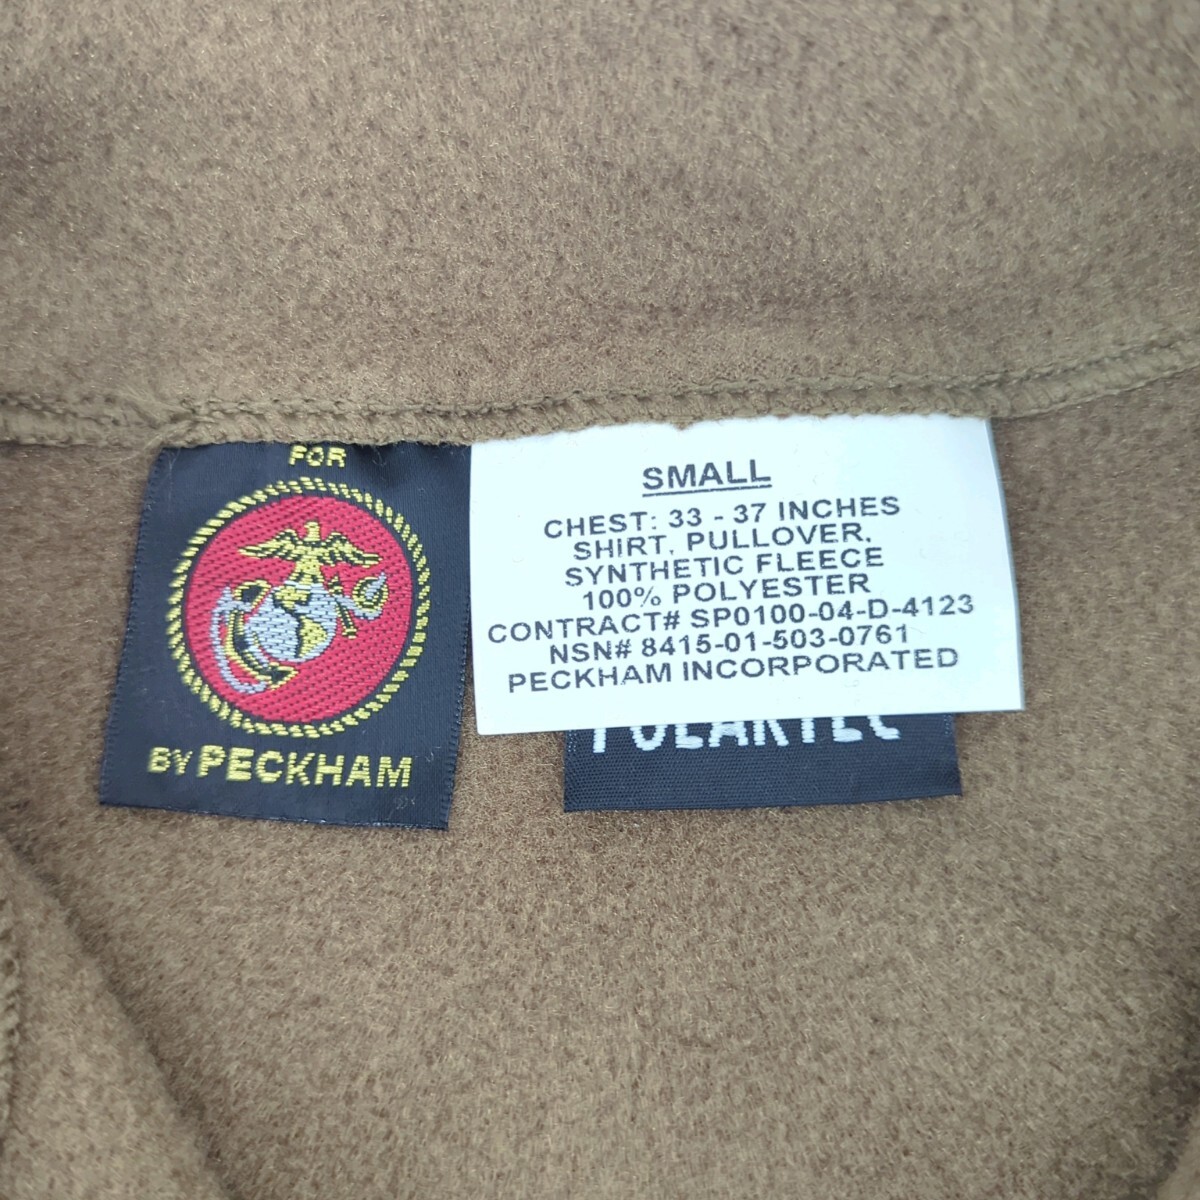 FOR
BY PECKHAM
SMALL
CHEST: 33 - 37 INCHES
SHIRT, PULLOVER,
SYNTHETIC FLEECE
100% POLYESTER
CONTRACT# SP0100-04-D-4123
NSN# 8415-01-503-0761
PECKHAM INCORPORATED
POLARTEC